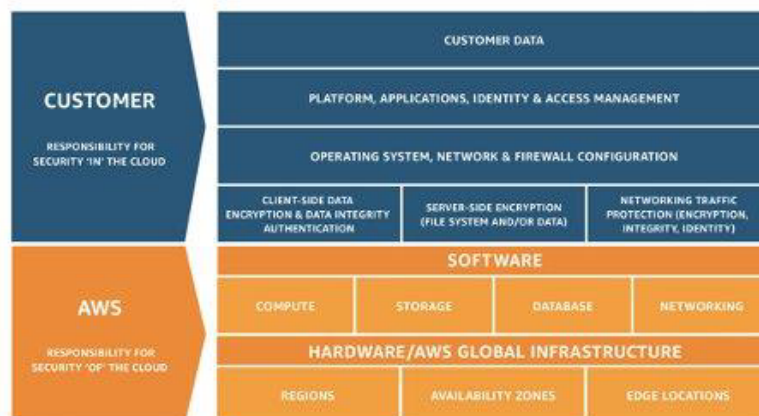 CUSTOMER
RESPONSIBILITY FOR
SECURITY 'IN' THE CLOUD
CUSTOMER DATA
PLATFORM, APPLICATIONS, IDENTITY & ACCESS MANAGEMENT
OPERATING SYSTEM, NETWORK & FIREWALL CONFIGURATION
CLIENT-SIDE DATA
ENCRYPTION & DATA INTEGRITY
AUTHENTICATION
SERVER-SIDE ENCRYPTION
(FILE SYSTEM AND/OR DATA)
NETWORKING TRAFFIC
PROTECTION (ENCRYPTION,
INTEGRITY, IDENTITY)
AWS
RESPONSIBILITY FOR
SECURITY 'OF' THE CLOUD
SOFTWARE
COMPUTE
STORAGE
DATABASE
NETWORKING
HARDWARE/AWS GLOBAL INFRASTRUCTURE
REGIONS
AVAILABILITY ZONES
EDGE LOCATIONS